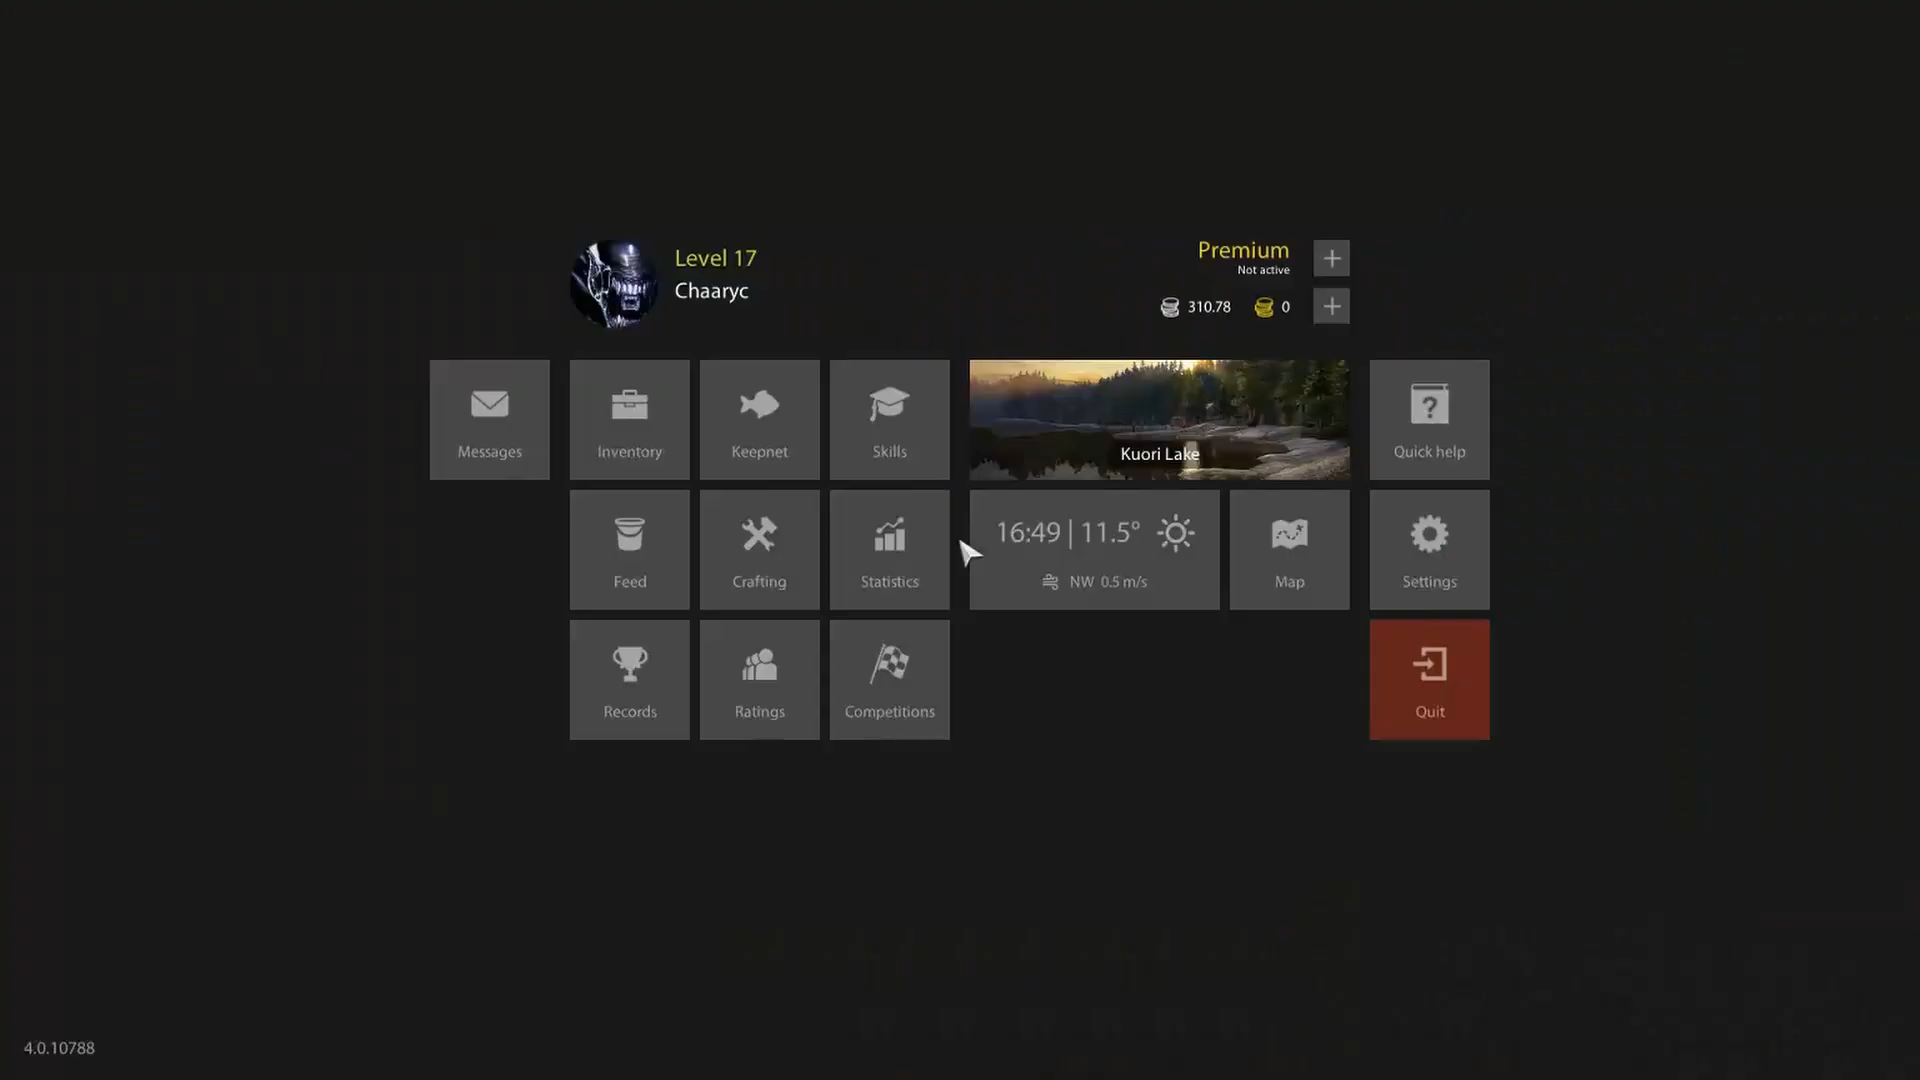 Level 17
Chaaryc
Premium
Not active
310.78
0
Messages
Inventory
Keepnet
Skills
Kuori Lake
Quick help
Feed
Crafting
Statistics
16:49 | 11.5°
NW 0.5 m/s
Map
Settings
Records
Ratings
Competitions
Quit
4.0.10788